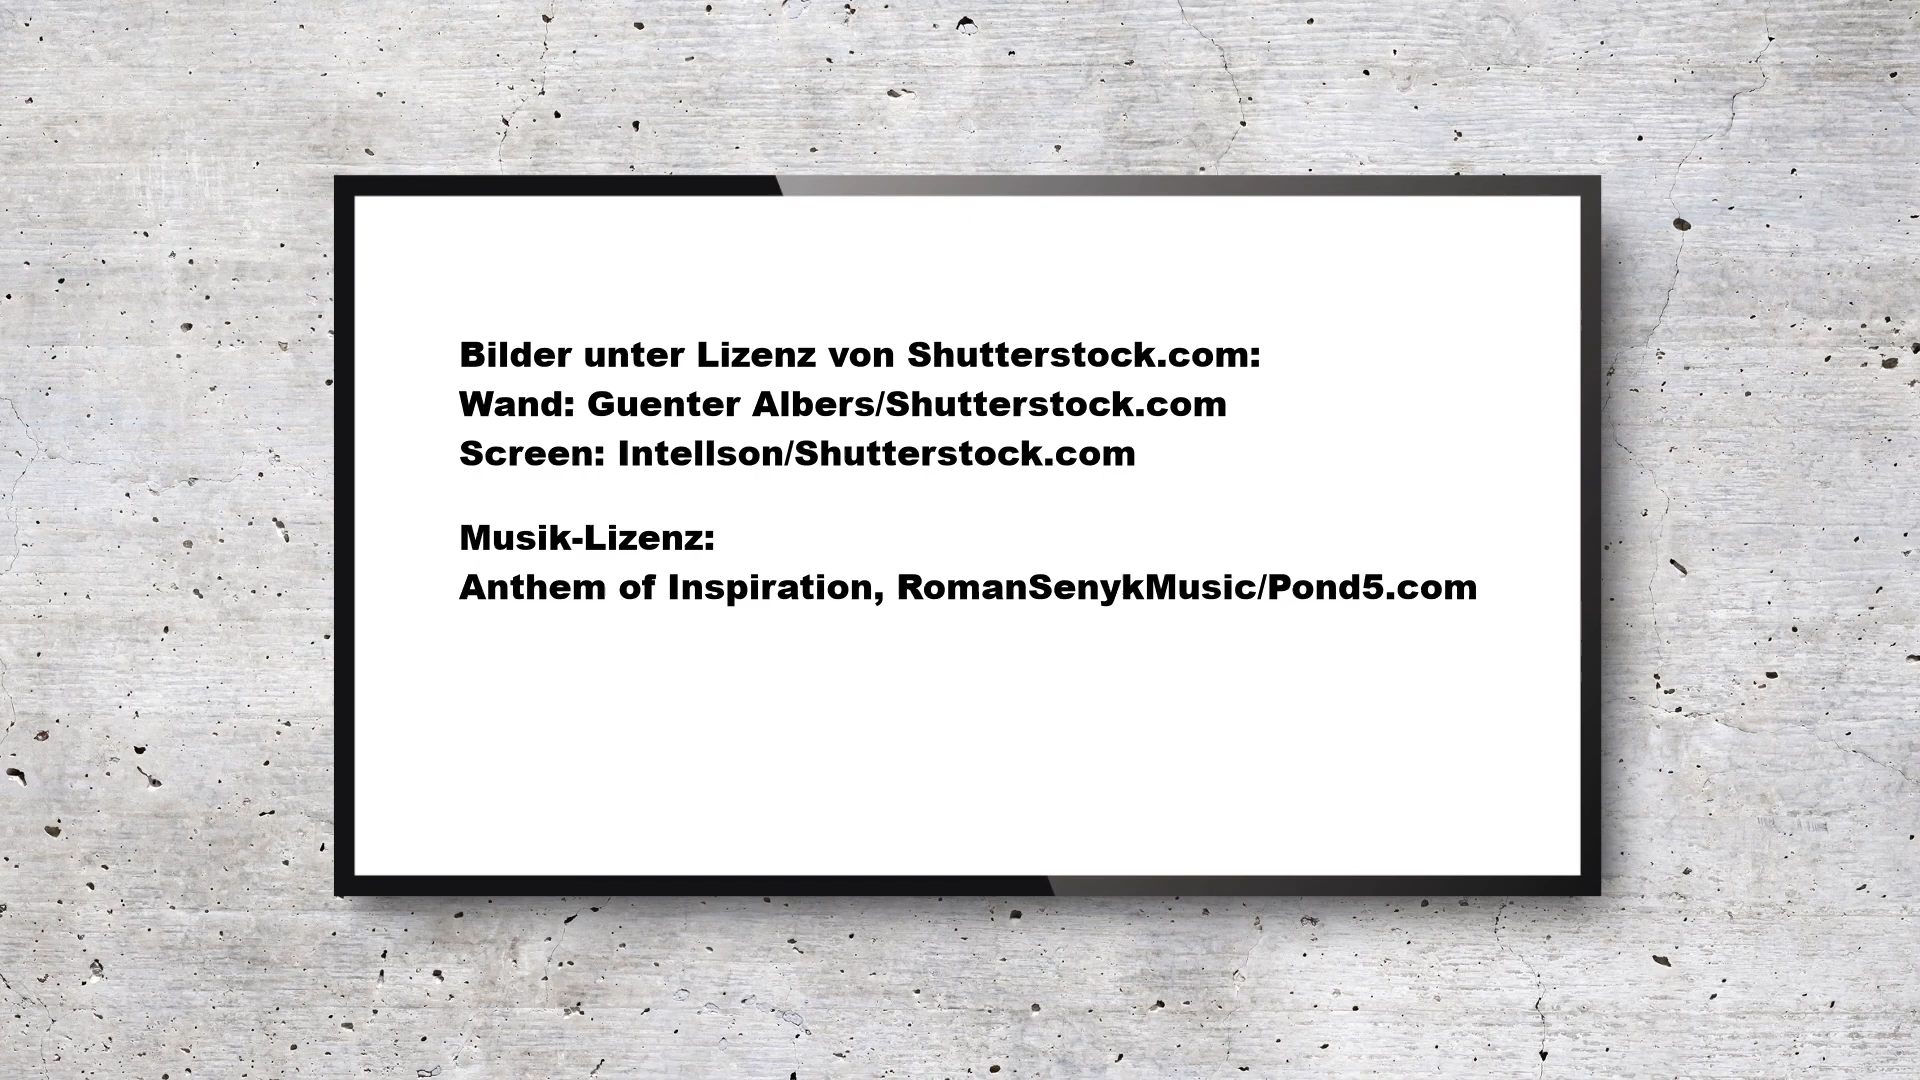 Bilder unter Lizenz von Shutterstock.com:
Wand: Guenter Albers/Shutterstock.com
Screen: Intellson/Shutterstock.com
Musik-Lizenz:
Anthem of Inspiration, RomanSenykMusic/Pond5.com